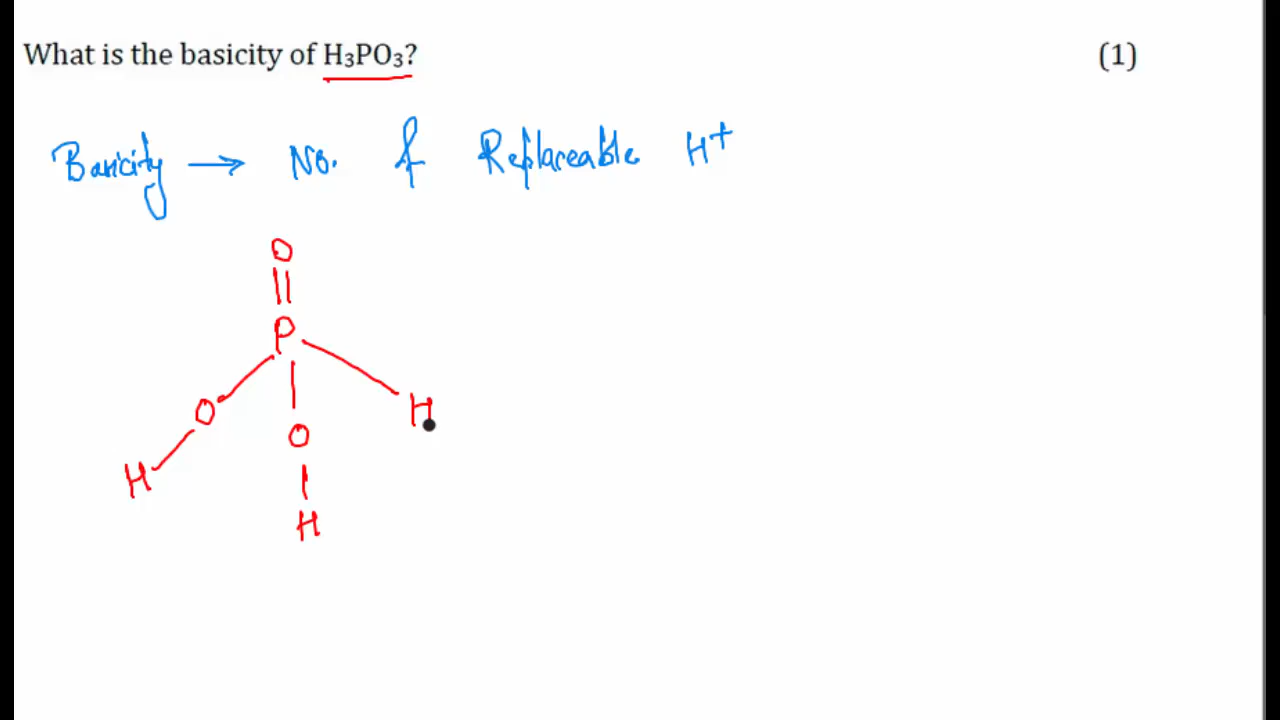 What is the basicity of H₃PO₃? (1)
Basicity → No. of Replaceable H⁺
O
P
O H
O
H
H